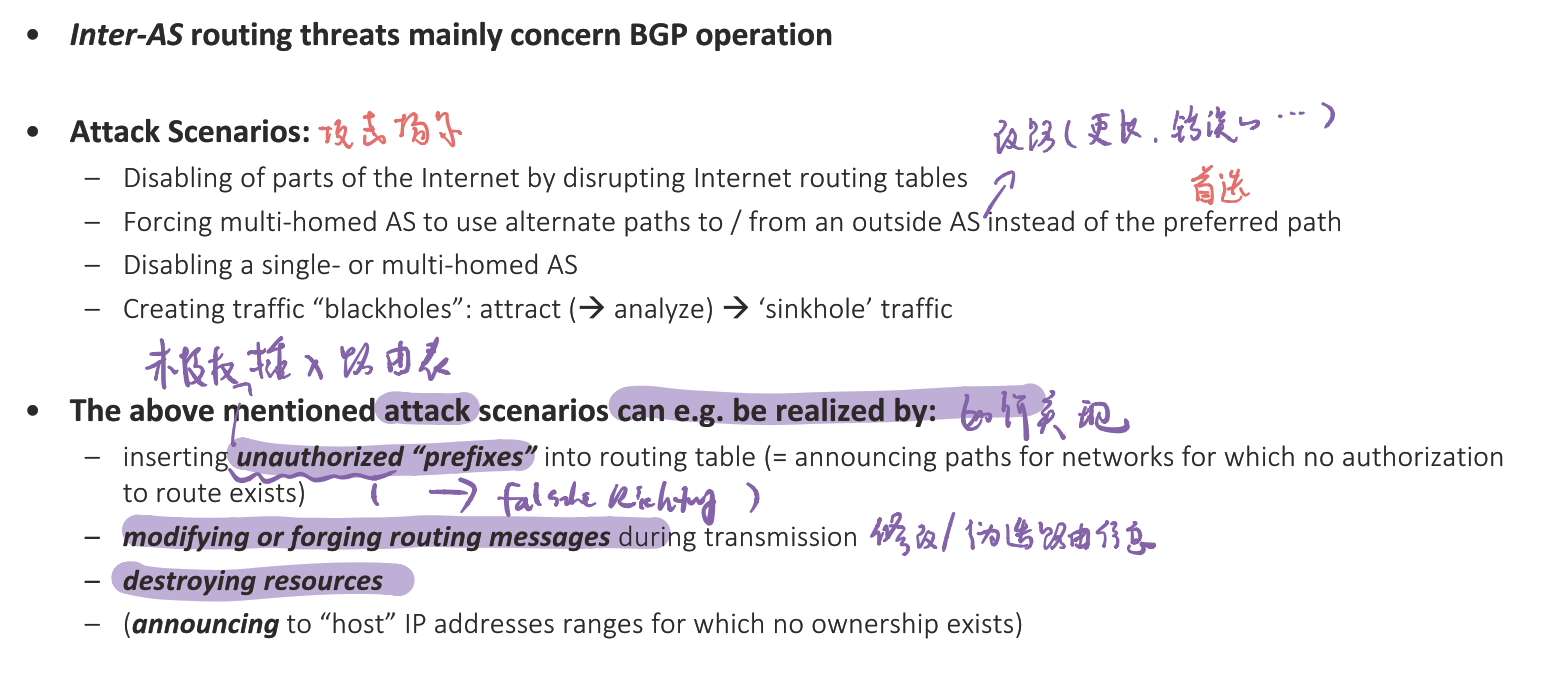 • Inter-AS routing threats mainly concern BGP operation
• Attack Scenarios: 攻击场景
改路(更长.错误的…)
– Disabling of parts of the Internet by disrupting Internet routing tables
首选
– Forcing multi-homed AS to use alternate paths to / from an outside AS instead of the preferred path
– Disabling a single- or multi-homed AS
– Creating traffic “blackholes”: attract (→ analyze) → ‘sinkhole’ traffic
未授权插入路由表
• The above mentioned attack scenarios can e.g. be realized by: 如何实现
– inserting unauthorized “prefixes” into routing table (= announcing paths for networks for which no authorization
to route exists) ( → falsche Richtung )
– modifying or forging routing messages during transmission 修改/伪造路由信息
– destroying resources
– (announcing to “host” IP addresses ranges for which no ownership exists)